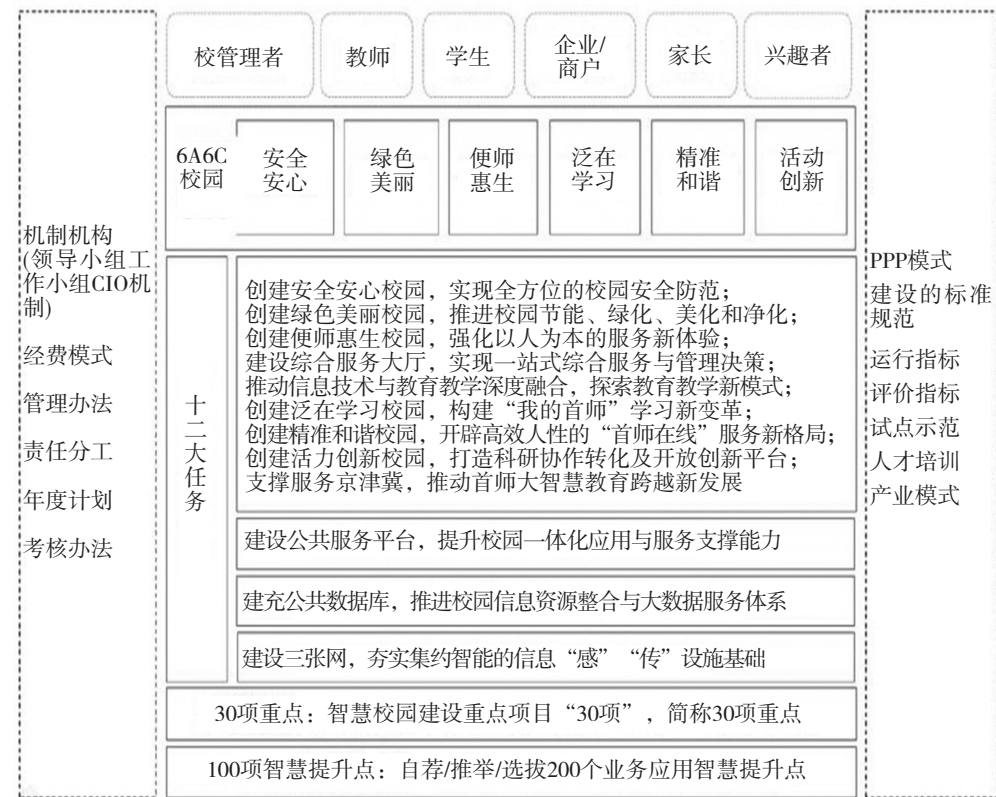 校管理者
教师
学生
企业/
商户
家长
兴趣者
6A6C
校园
安全
安心
绿色
美丽
便师
惠生
泛在
学习
精准
和谐
活动
创新
机制机构
(领导小组工
作小组CIO机
制)
经费模式
管理办法
责任分工
年度计划
考核办法
十二大任务
创建安全安心校园，实现全方位的校园安全防范；
创建绿色美丽校园，推进校园节能、绿化、美化和净化；
创建便师惠生校园，强化以人为本的服务新体验；
建设综合服务大厅，实现一站式综合服务与管理决策；
推动信息技术与教育教学深度融合，探索教育教学新模式；
创建泛在学习校园，构建“我的首师”学习新变革；
创建精准和谐校园，开辟高效人性的“首师在线”服务新格局；
创建活力创新校园，打造科研协作转化及开放创新平台；
支撑服务京津冀，推动首师大智慧教育跨越新发展
建设公共服务平台，提升校园一体化应用与服务支撑能力
建充公共数据库，推进校园信息资源整合与大数据服务体系
建设三张网，夯实集约智能的信息“感”“传”设施基础
30项重点：智慧校园建设重点项目“30项”，简称30项重点
100项智慧提升点：自荐/推举/选拔200个业务应用智慧提升点
PPP模式
建设的标准
规范
运行指标
评价指标
试点示范
人才培训
产业模式